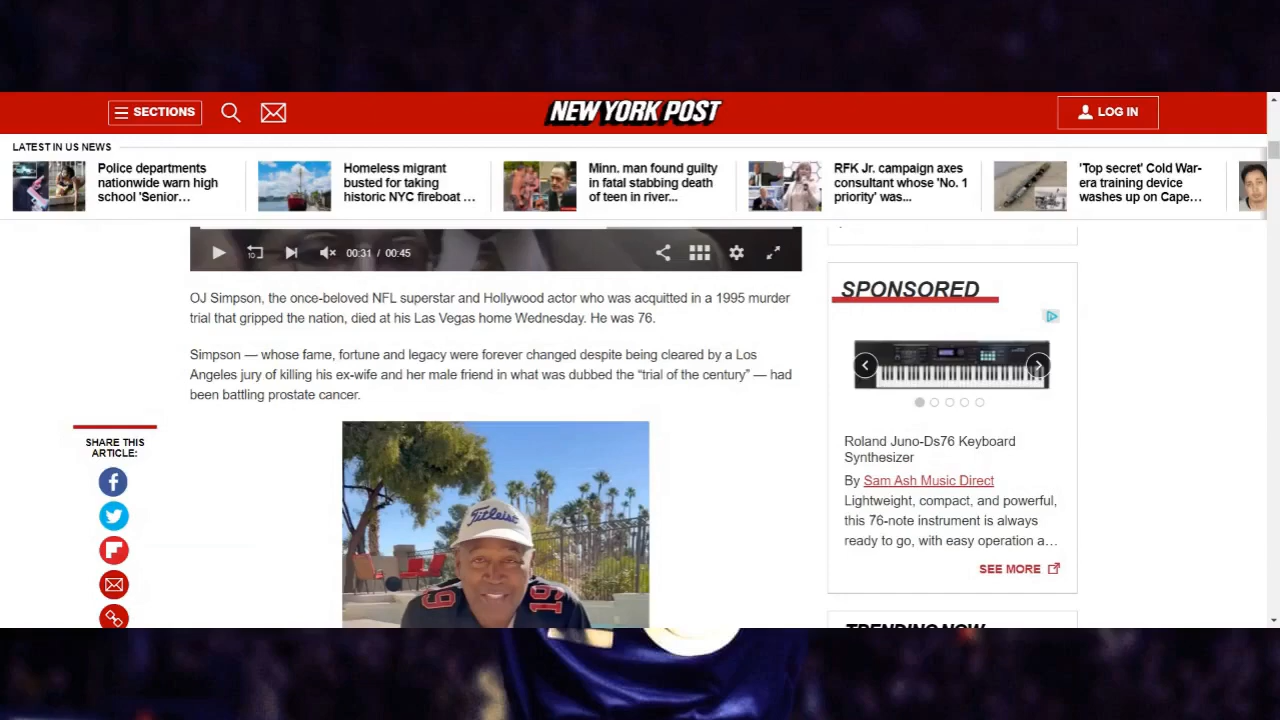 SECTIONS
NEW YORK POST
LOG IN
LATEST IN US NEWS
Police departments
nationwide warn high
school 'Senior...
Homeless migrant
busted for taking
historic NYC fireboat ...
Minn. man found guilty
in fatal stabbing death
of teen in river...
RFK Jr. campaign axes
consultant whose 'No. 1
priority' was...
'Top secret' Cold War-
era training device
washes up on Cape...
10
00:31 / 00:45
OJ Simpson, the once-beloved NFL superstar and Hollywood actor who was acquitted in a 1995 murder
trial that gripped the nation, died at his Las Vegas home Wednesday. He was 76.
Simpson — whose fame, fortune and legacy were forever changed despite being cleared by a Los
Angeles jury of killing his ex-wife and her male friend in what was dubbed the “trial of the century” — had
been battling prostate cancer.
SHARE THIS
ARTICLE:
Titleist
19
19
SPONSORED
Roland Juno-Ds76 Keyboard
Synthesizer
By Sam Ash Music Direct
Lightweight, compact, and powerful,
this 76-note instrument is always
ready to go, with easy operation a...
SEE MORE
TRENDING NOW